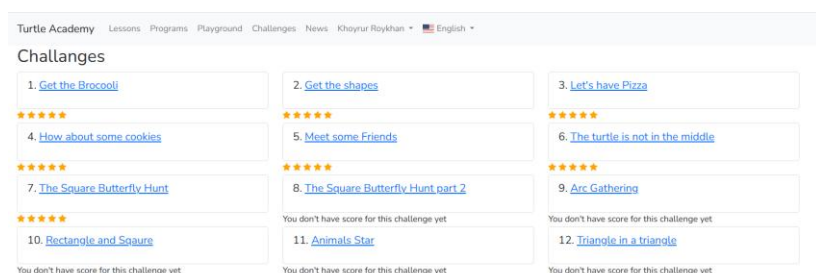 Turtle Academy Lessons Programs Playground Challenges News Khoyrur Roykhan English
Challanges
1. Get the Brocooli
2. Get the shapes
3. Let's have Pizza
4. How about some cookies
5. Meet some Friends
6. The turtle is not in the middle
7. The Square Butterfly Hunt
8. The Square Butterfly Hunt part 2
9. Arc Gathering
You don't have score for this challenge yet
You don't have score for this challenge yet
10. Rectangle and Sqaure
11. Animals Star
12. Triangle in a triangle
You don't have score for this challenge yet
You don't have score for this challenge yet
You don't have score for this challenge yet